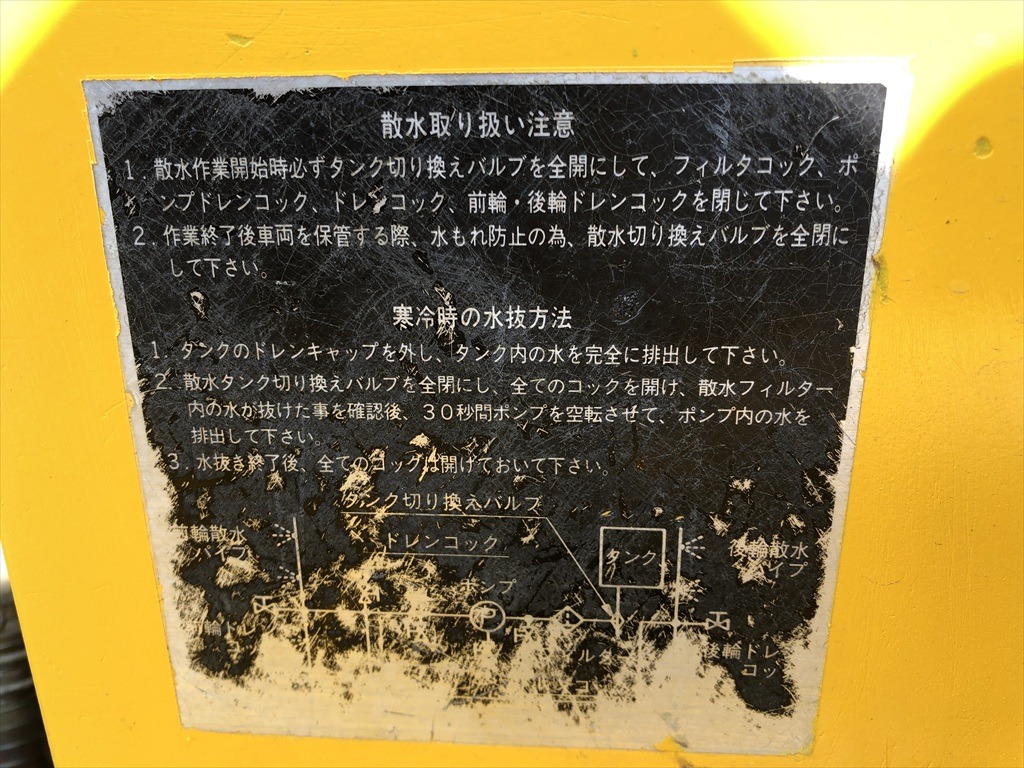 散水取り扱い注意
1. 散水作業開始時必ずタンク切り換えバルブを全開にして、フィルタコック、ポ
ンプドレンコック、ドレンコック、前輪・後輪ドレンコックを閉じて下さい。
2. 作業終了後車両を保管する際、水もれ防止の為、散水切り換えバルブを全閉に
して下さい。
寒冷時の水抜方法
1. タンクのドレンキャップを外し、タンク内の水を完全に排出して下さい。
2. 散水タンク切り換えバルブを全閉にし、全てのコックを開け、散水フィルター
内の水が抜けた事を確認後、30秒間ポンプを空転させて、ポンプ内の水を
排出して下さい。
3. 水抜き終了後、全てのコックは開けておいて下さい。
タンク切り換えバルブ
前輪散水
パイプ
ドレンコック
タンク
後輪散水
パイプ
ンプ
P
輪ドレ
後輪ドレ
コッ